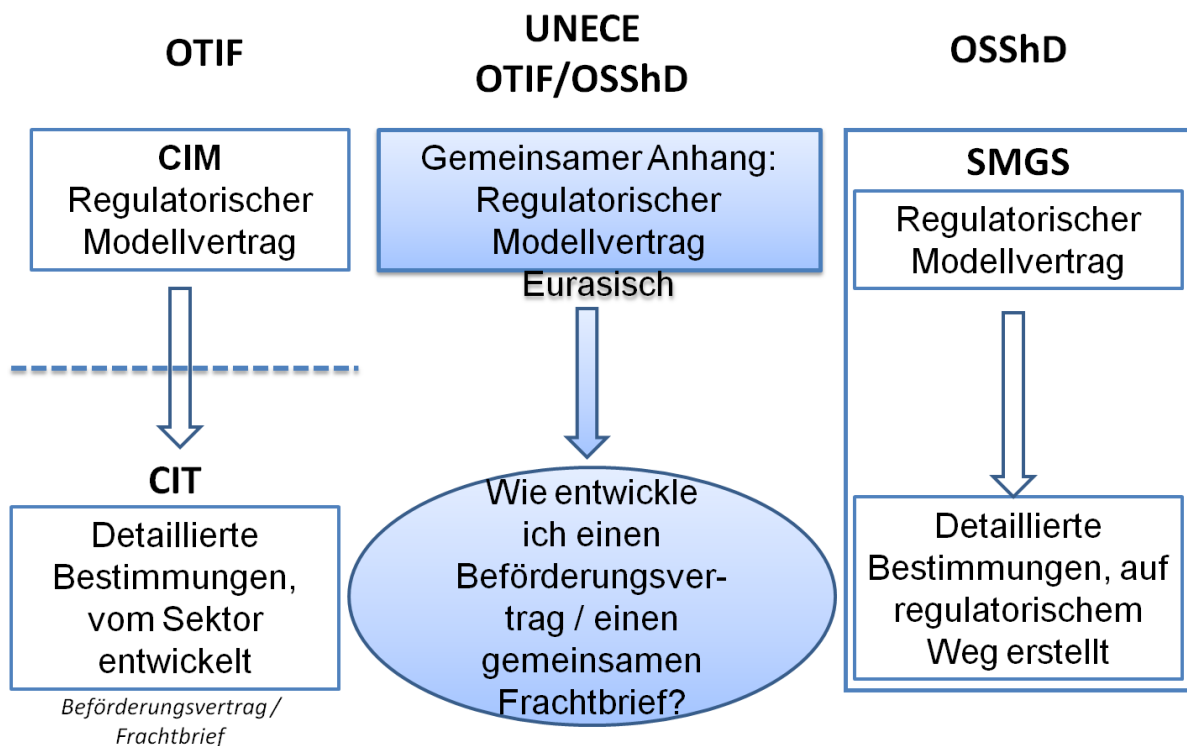 OTIF
CIM
Regulatorischer
Modellvertrag
CIT
Detaillierte
Bestimmungen,
vom Sektor
entwickelt
Beförderungsvertrag /
Frachtbrief
UNECE
OTIF/OSShD
Gemeinsamer Anhang:
Regulatorischer
Modellvertrag
Eurasisch
Wie entwickle
ich einen
Beförderungsver-
trag / einen
gemeinsamen
Frachtbrief?
OSShD
SMGS
Regulatorischer
Modellvertrag
Detaillierte
Bestimmungen, auf
regulatorischem
Weg erstellt